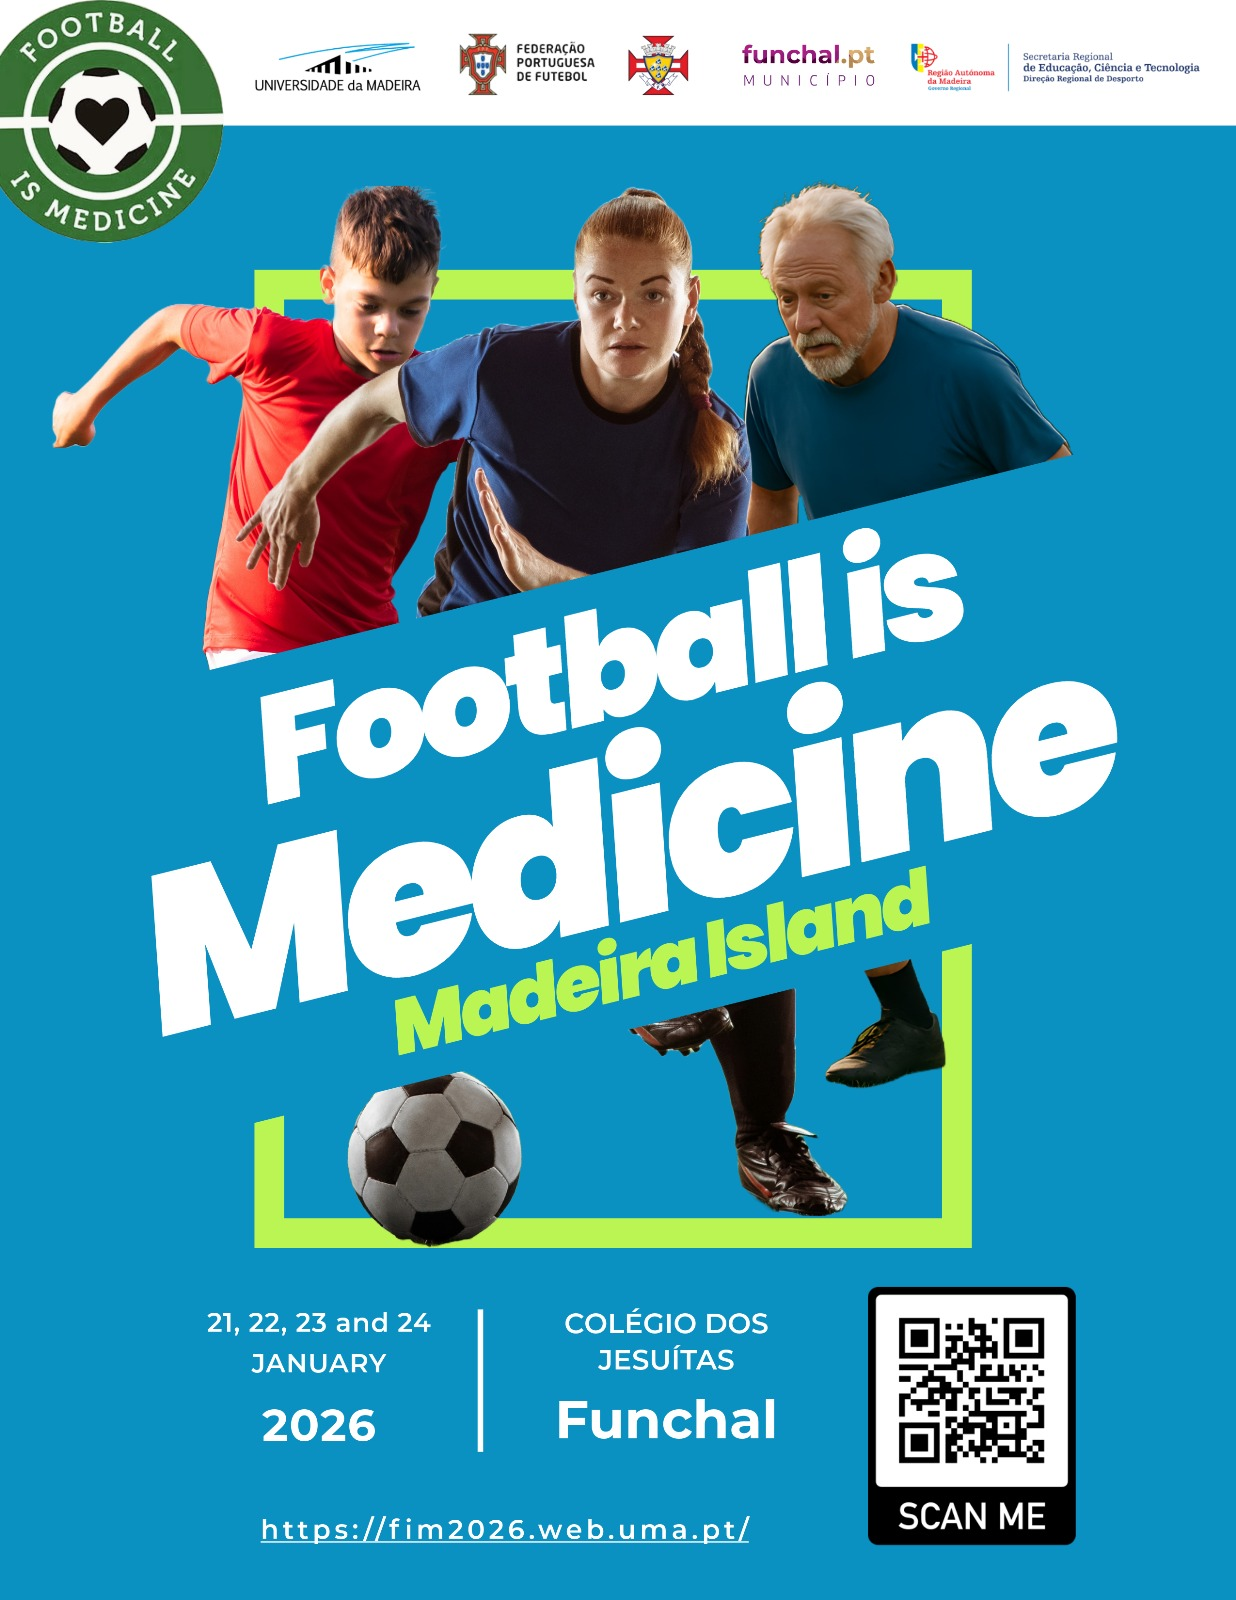 FOOTBALL
IS MEDICINE
UNIVERSIDADE da MADEIRA
FEDERAÇÃO
PORTUGUESA
DE FUTEBOL
funchal.pt
MUNICÍPIO
Região Autónoma
da Madeira
Governo Regional
Secretaria Regional
de Educação, Ciência e Tecnologia
Direção Regional de Desporto
Football is
Medicine
Madeira Island
21, 22, 23 and 24
JANUARY
2026
COLÉGIO DOS
JESUÍTAS
Funchal
https://fim2026.web.uma.pt/
SCAN ME